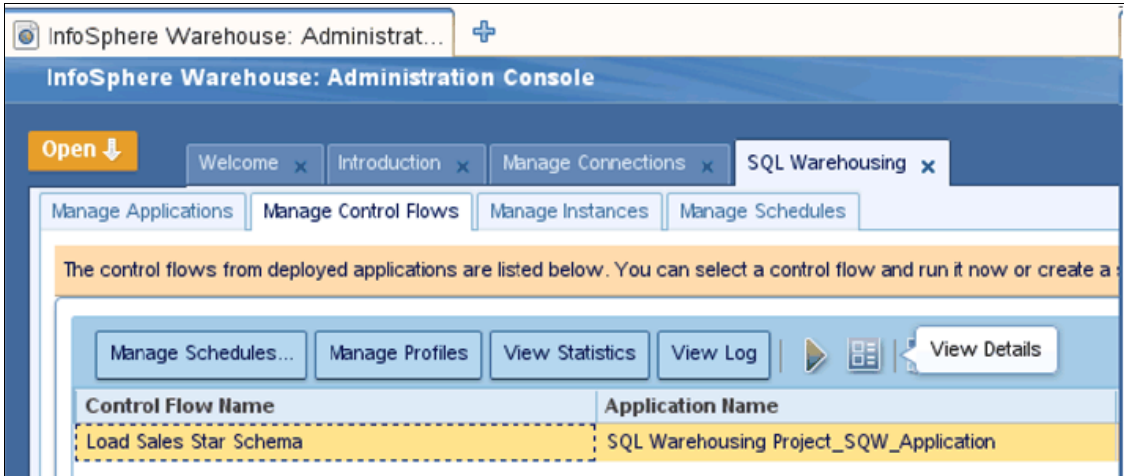 InfoSphere Warehouse: Administrat...
InfoSphere Warehouse: Administration Console
Open
Welcome x Introduction x Manage Connections x SQL Warehousing x
Manage Applications Manage Control Flows Manage Instances Manage Schedules
The control flows from deployed applications are listed below. You can select a control flow and run it now or create a
Manage Schedules... Manage Profiles View Statistics View Log View Details
Control Flow Name Application Name
Load Sales Star Schema SQL Warehousing Project_SQW_Application